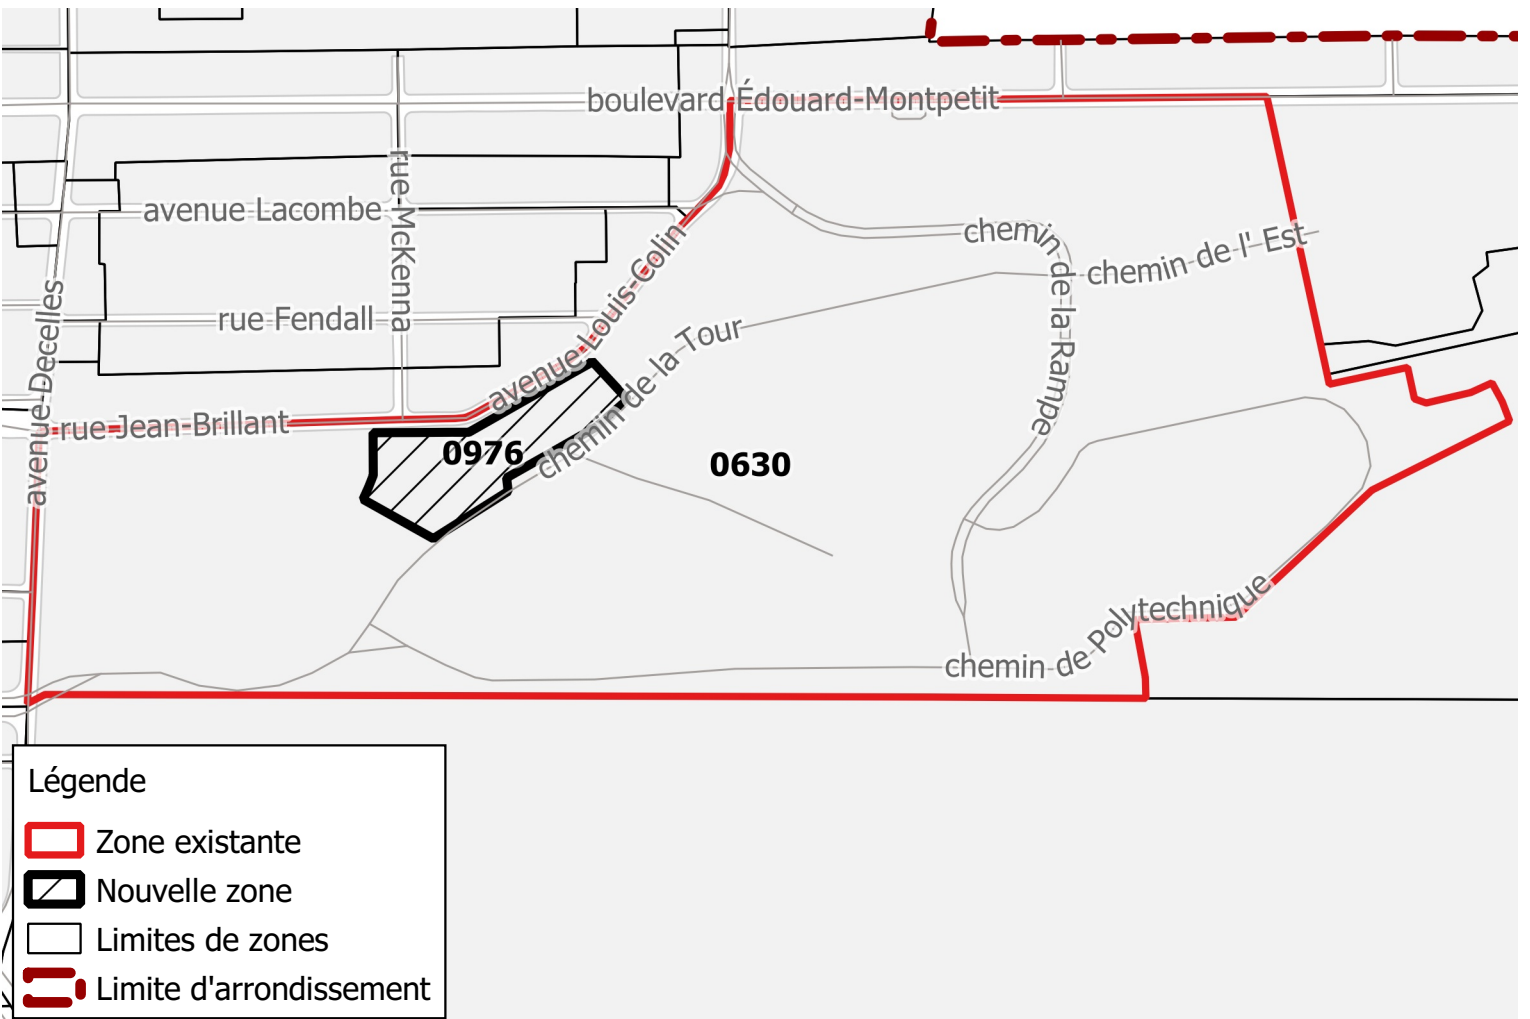 boulevard Édouard-Montpetit
rue McKenna
avenue Lacombe
chemin de la Rampe
chemin de l' Est
avenue Louis-Colin
rue Fendall
chemin de la Tour
avenue Decelles
rue Jean-Brillant
0976
0630
chemin de Polytechnique
Légende
Zone existante
Nouvelle zone
Limites de zones
Limite d'arrondissement